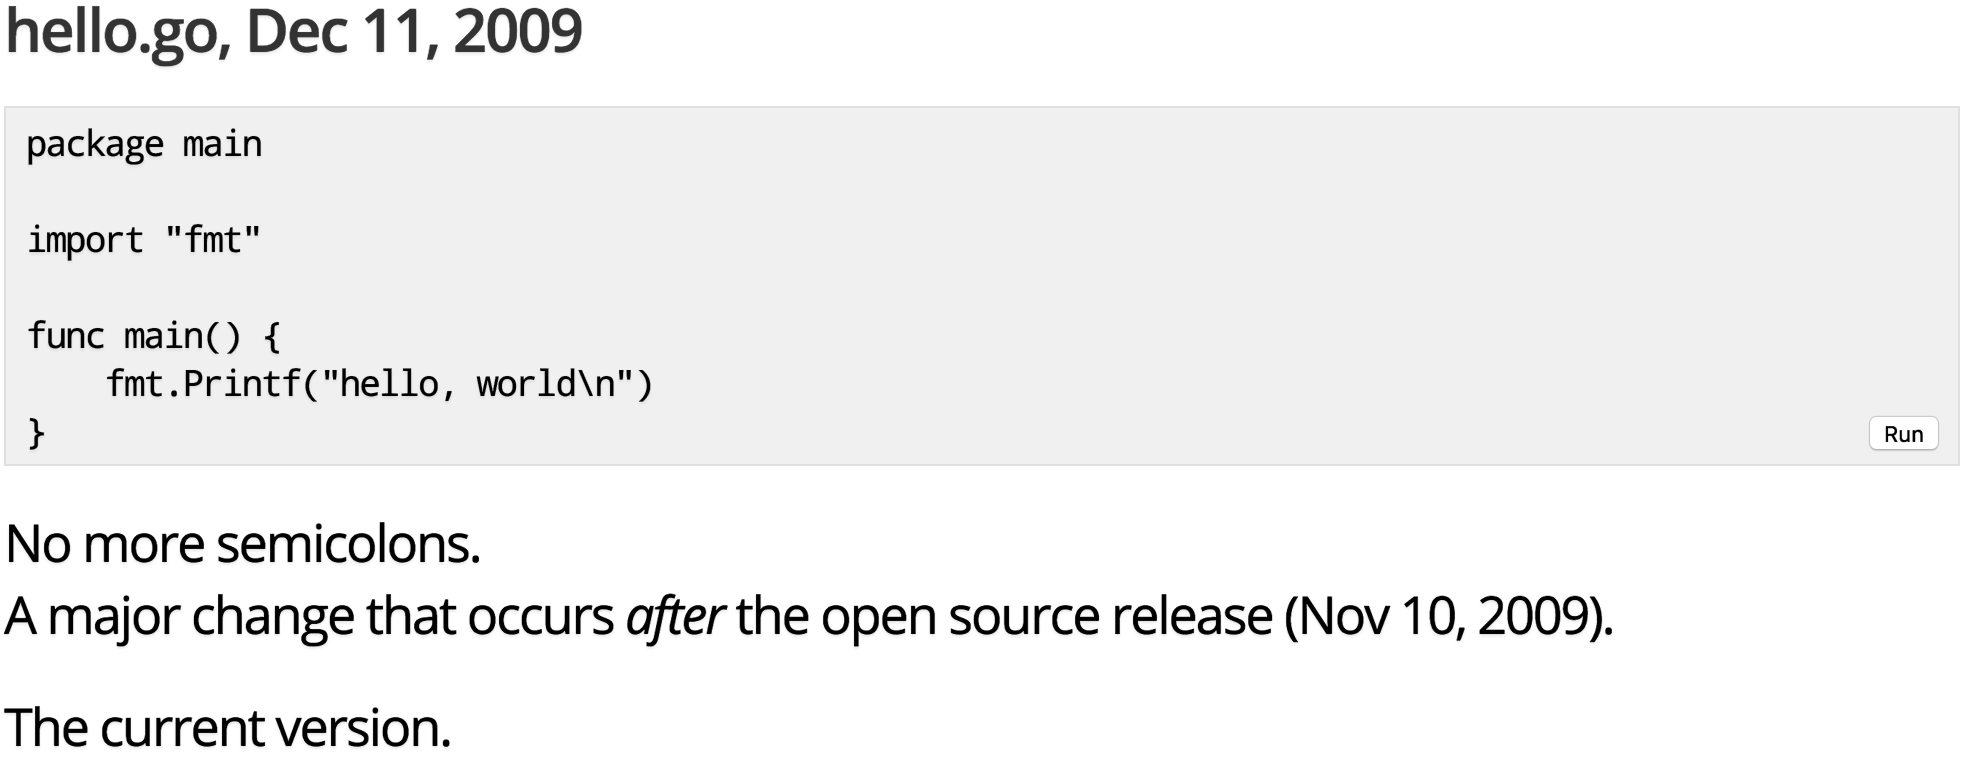 hello.go, Dec 11, 2009
package main
import "fmt"
func main() {
    fmt.Printf("hello, world\n")
}
Run
No more semicolons.
A major change that occurs after the open source release (Nov 10, 2009).
The current version.